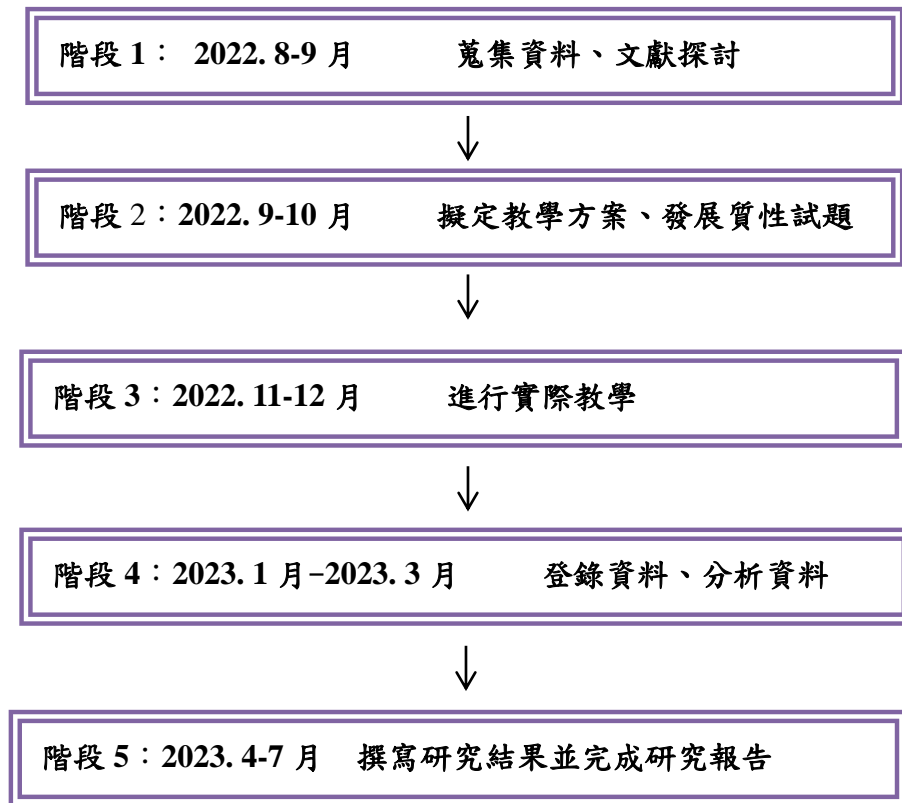 階段 1： 2022. 8-9 月 蒐集資料、文獻探討
階段 2：2022. 9-10 月 擬定教學方案、發展質性試題
階段 3：2022. 11-12 月 進行實際教學
階段 4：2023. 1 月-2023. 3 月 登錄資料、分析資料
階段 5：2023. 4-7 月 撰寫研究結果並完成研究報告